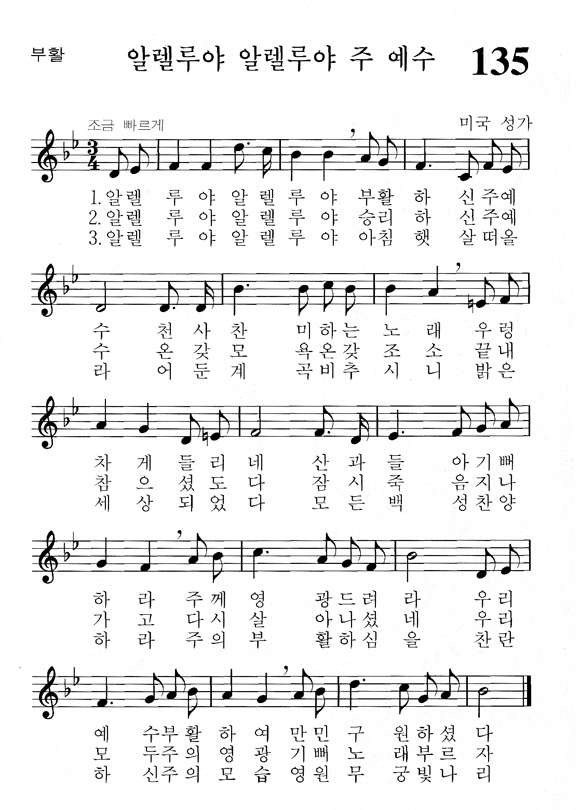 부활
알렐루야 알렐루야 주 예수 135
조금 빠르게
미국 성가
3
4
1. 알렐 루 야 알 렐 루 야 부활 하 신 주예
2. 알렐 루 야 알 렐 루 야 승리 하 신 주예
3. 알렐 루 야 알 렐 루 야 아침 햇 살 떠올
수 천 사 찬 미 하 는 노 래 우 렁
수 온 갖 모 욕 온 갖 조 소 끝 내
라 어 둔 계 곡 비 추 시 니 밝 은
차 게 들 리 네 산 과 들 아 기 뻐
참 으 셨 도 다 잠 시 죽 음 지 나
세 상 되 었 다 모 든 백 성 찬 양
하 라 주 께 영 광 드 려 라 우 리
가 고 다 시 살 아 나 셨 네 우 리
하 라 주 의 부 활 하 심 을 찬 란
예 수 부 활 하 여 만 민 구 원 하 셨 다
모 두 주 의 영 광 기 뻐 노 래 부 르 자
하 신 주 의 모 습 영 원 무 궁 빛 나 리